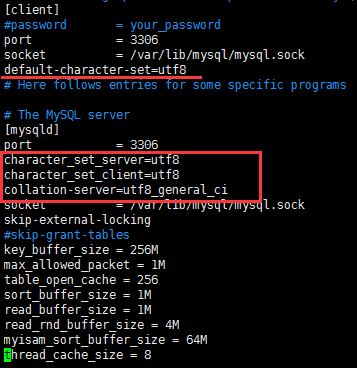 [client]
#password       = your_password
port            = 3306
socket          = /var/lib/mysql/mysql.sock
default-character-set=utf8
# Here follows entries for some specific programs
# The MySQL server
[mysqld]
port            = 3306
character_set_server=utf8
character_set_client=utf8
collation-server=utf8_general_ci
socket          = /var/lib/mysql/mysql.sock
skip-external-locking
#skip-grant-tables
key_buffer_size = 256M
max_allowed_packet = 1M
table_open_cache = 256
sort_buffer_size = 1M
read_buffer_size = 1M
read_rnd_buffer_size = 4M
myisam_sort_buffer_size = 64M
thread_cache_size = 8